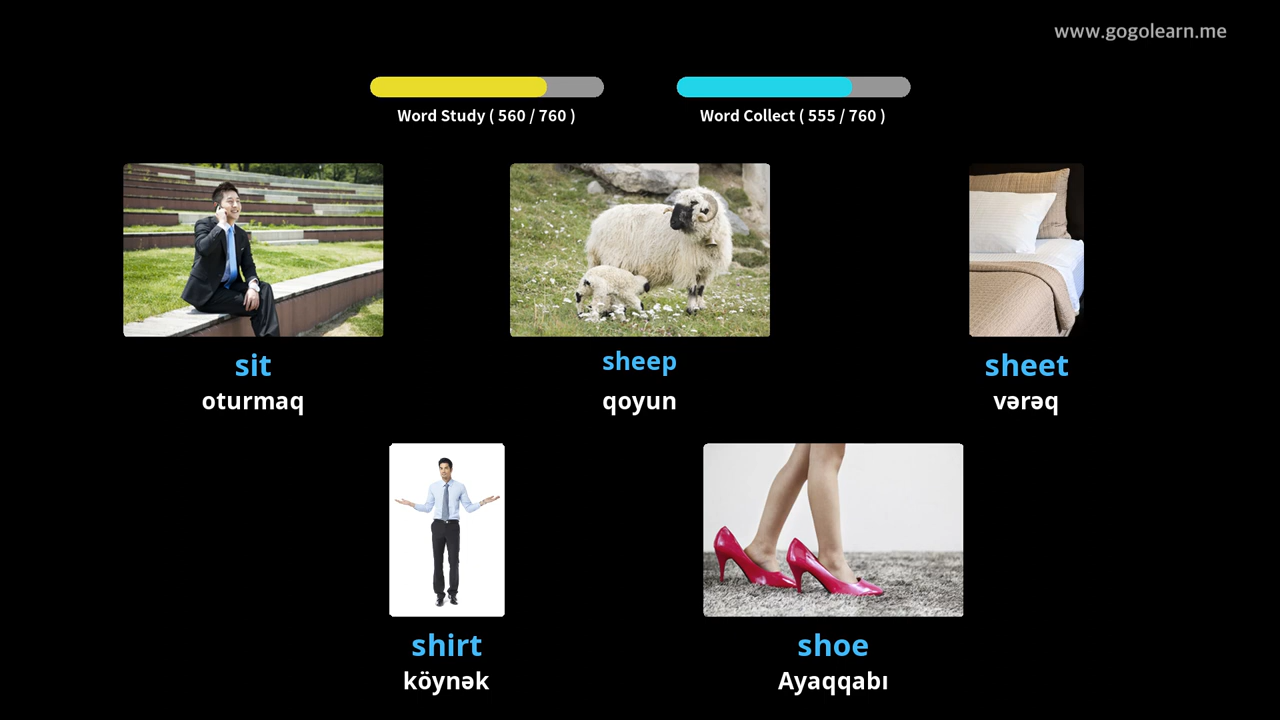 www.gogolearn.me
Word Study ( 560 / 760 )
Word Collect ( 555 / 760 )
sit
oturmaq
sheep
qoyun
sheet
vərəq
shirt
köynək
shoe
Ayaqqabı